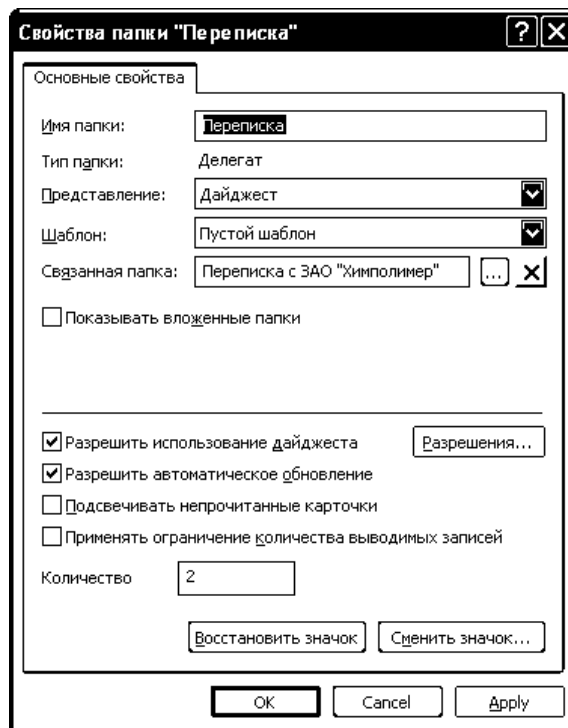 Свойства папки "Переписка"
Основные свойства
Имя папки: Переписка
Тип папки: Делегат
Представление: Дайджест
Шаблон: Пустой шаблон
Связанная папка: Переписка с ЗАО "Химполимер" ...
Показывать вложенные папки
Разрешить использование дайджеста Разрешения...
Разрешить автоматическое обновление
Подсвечивать непрочитанные карточки
Применять ограничение количества выводимых записей
Количество 2
Восстановить значок Сменить значок...
OK Cancel Apply